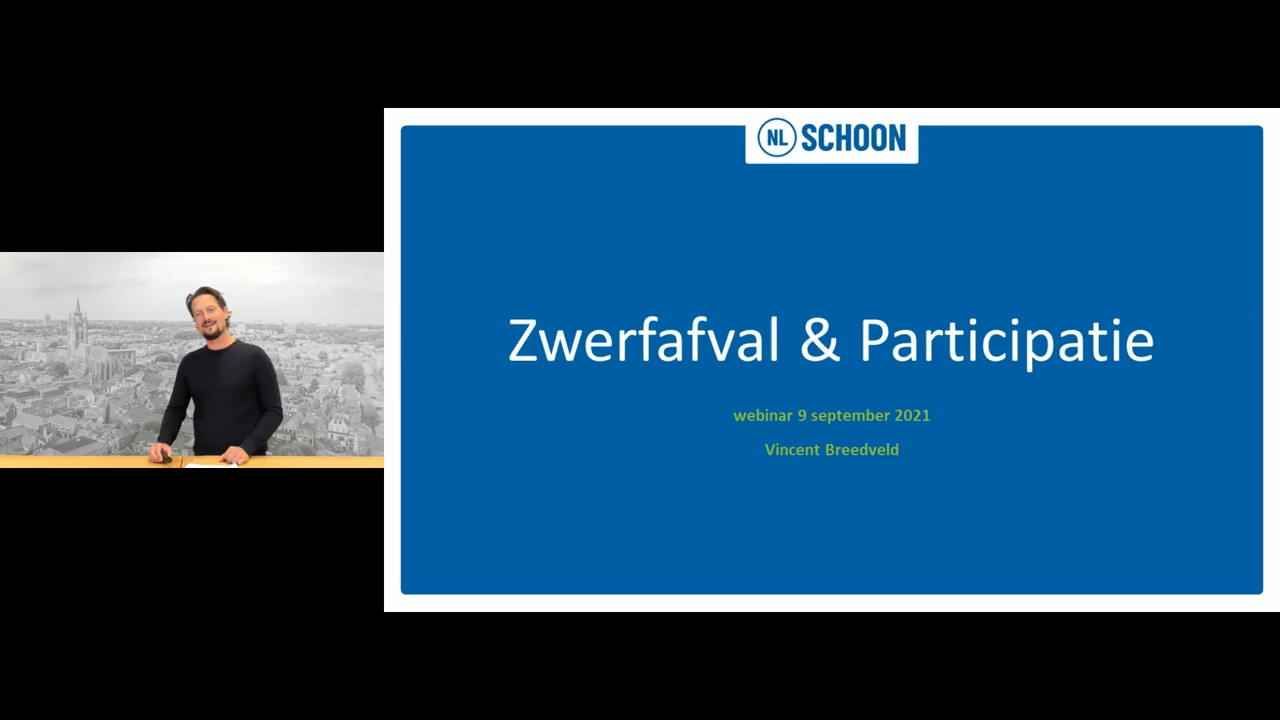 NL SCHOON
Zwerfafval & Participatie
webinar 9 september 2021
Vincent Breedveld